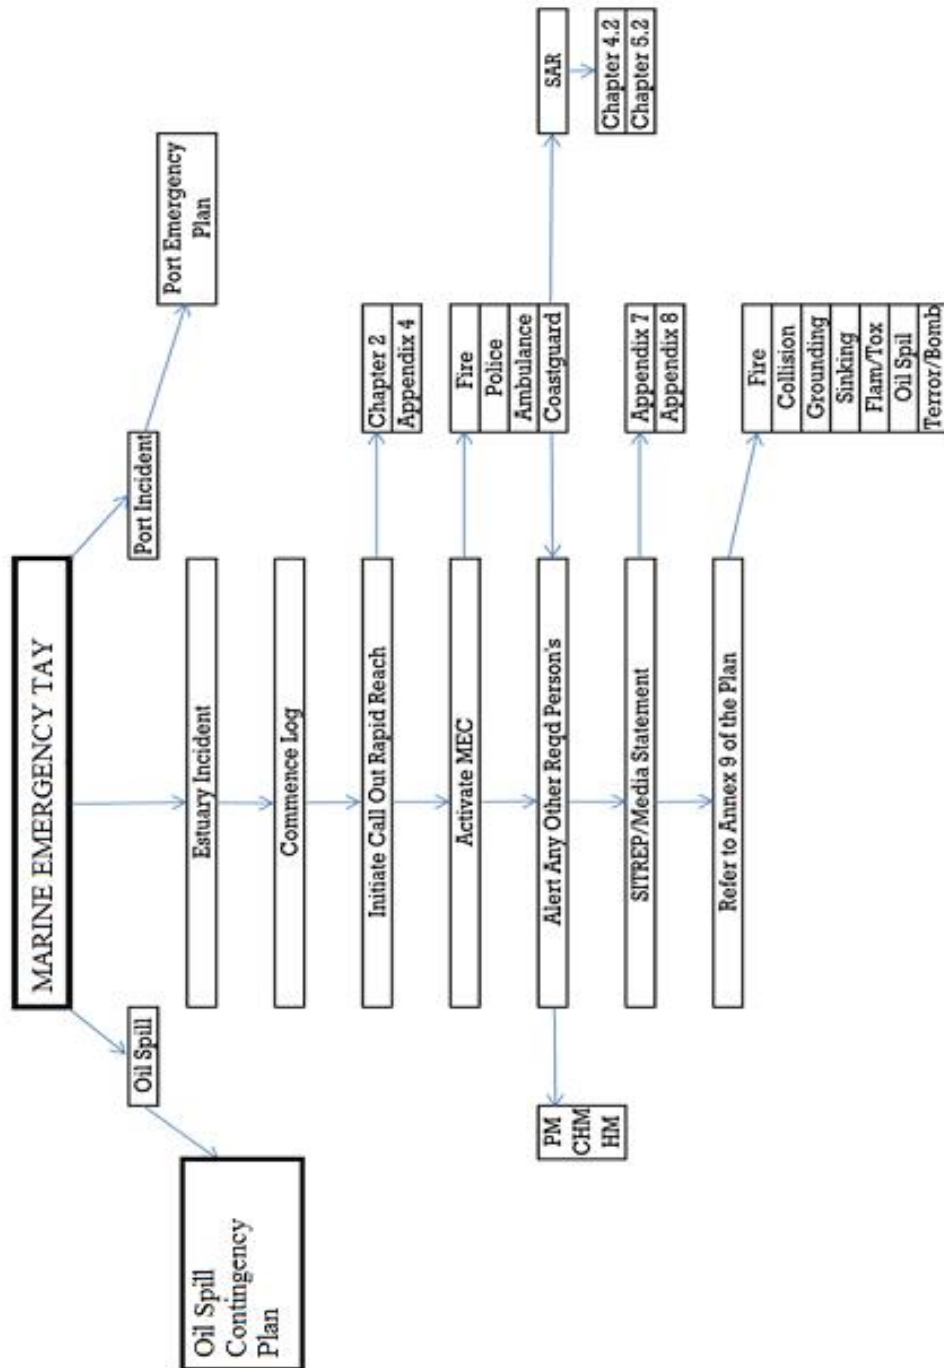 MARINE EMERGENCY TAY
Oil Spill
Port Incident
Oil Spill
Contingency
Plan
Port Emergency
Plan
Estuary Incident
Commence Log
Initiate Call Out Rapid Reach
Chapter 2
Appendix 4
Activate MEC
Fire
Police
Ambulance
Coastguard
PM
CHM
HM
Alert Any Other Reqd Person's
SAR
Chapter 4.2
Chapter 5.2
SITREP/Media Statement
Appendix 7
Appendix 8
Refer to Annex 9 of the Plan
Fire
Collision
Grounding
Sinking
Flam/Tox
Oil Spil
Terror/Bomb